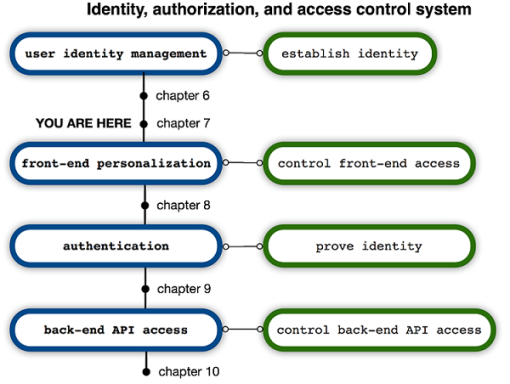 Identity, authorization, and access control system
user identity management
establish identity
chapter 6
YOU ARE HERE
chapter 7
front-end personalization
control front-end access
chapter 8
authentication
prove identity
chapter 9
back-end API access
control back-end API access
chapter 10